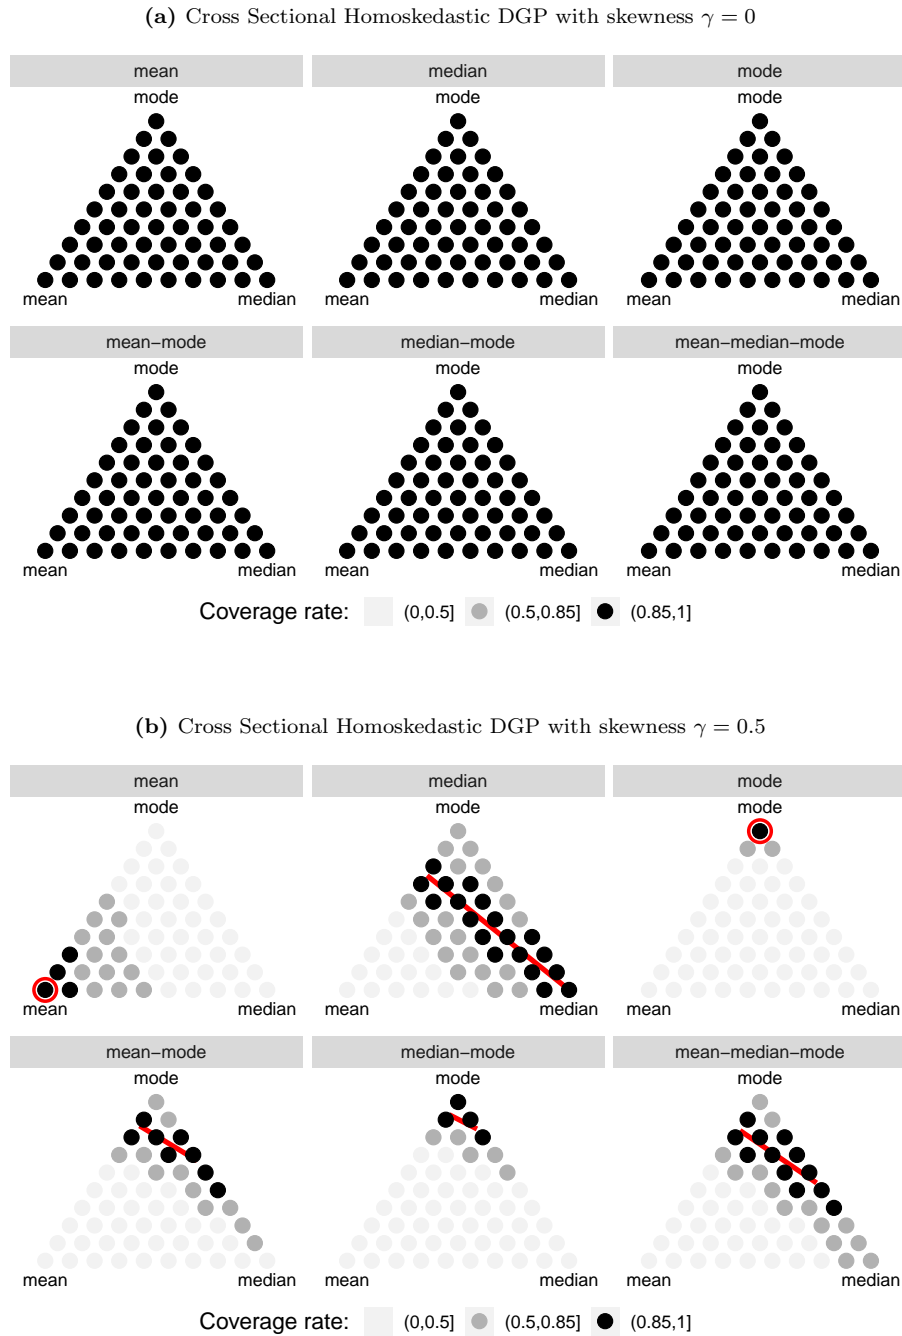 (a) Cross Sectional Homoskedastic DGP with skewness γ = 0
mean median mode
mode mode mode
mean median mean median mean median
mean−mode median−mode mean−median−mode
mode mode mode
mean median mean median mean median
Coverage rate: (0,0.5] (0.5,0.85] (0.85,1]
(b) Cross Sectional Homoskedastic DGP with skewness γ = 0.5
mean median mode
mode mode mode
mean median mean median mean median
mean−mode median−mode mean−median−mode
mode mode mode
mean median mean median mean median
Coverage rate: (0,0.5] (0.5,0.85] (0.85,1]